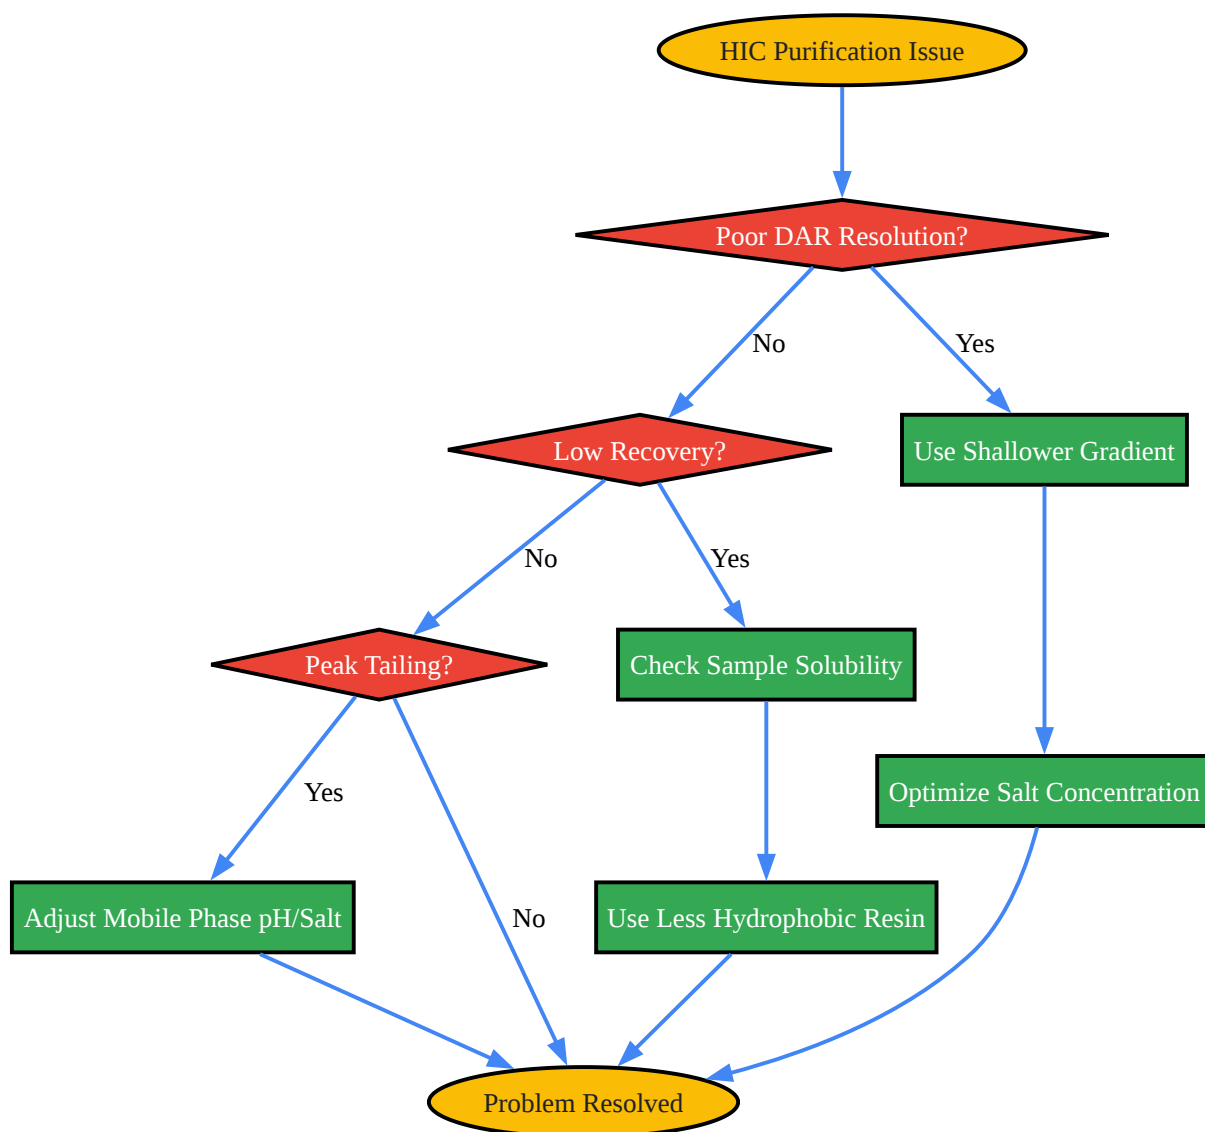 HIC Purification Issue
Poor DAR Resolution?
No
Yes
Low Recovery?
Use Shallower Gradient
No
Yes
Peak Tailing?
Check Sample Solubility
Yes
Optimize Salt Concentration
Adjust Mobile Phase pH/Salt
No
Use Less Hydrophobic Resin
Problem Resolved